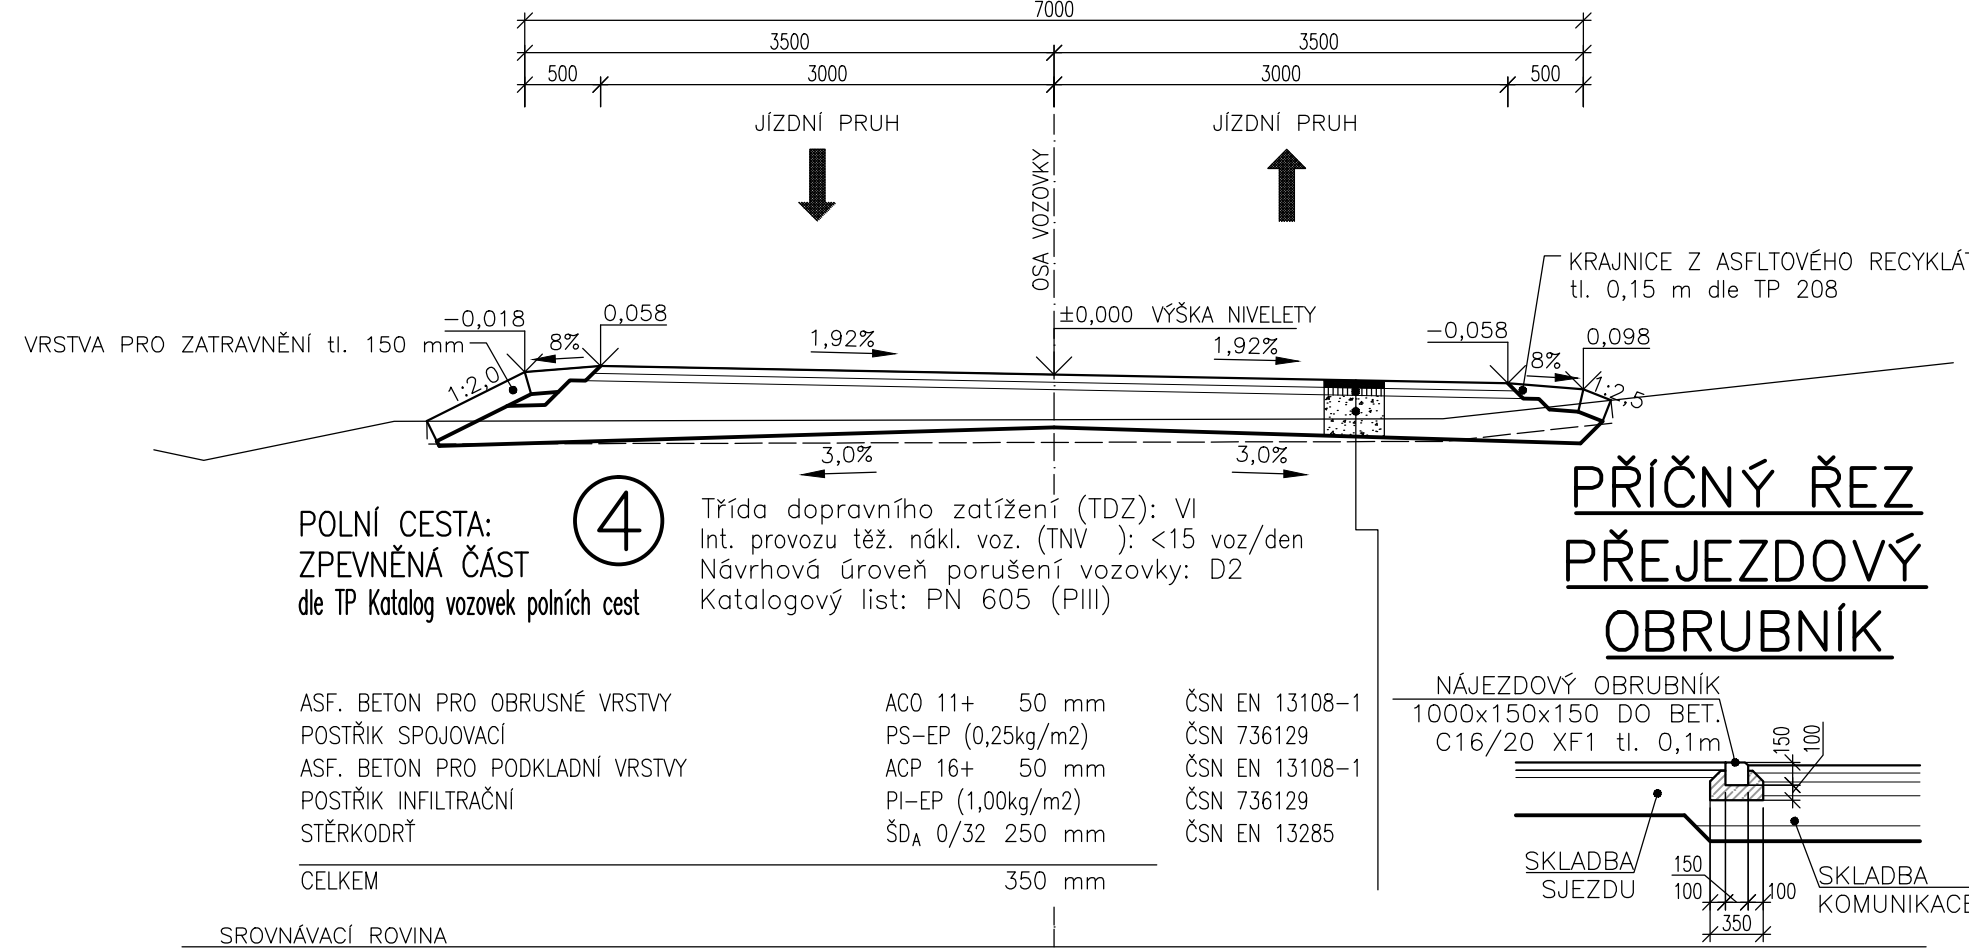 7000
3500 3500
500 3000 3000 500
JÍZDNÍ PRUH JÍZDNÍ PRUH
OSA VOZOVKY
KRAJNICE Z ASFLTOVÉHO
tl. 0,15 m dle TP 208
-0,018 0,058 ±0,000 VÝŠKA NIVELETY -0,058 0,098
VRSTVA PRO ZATRAVNĚNÍ tl. 150 mm 8% 1,92% 1,92% 8%
1:2,0 1:2,5
3,0% 3,0%
POLNÍ CESTA:
ZPEVNĚNÁ ČÁST
dle TP Katalog vozovek polních cest
4
Třída dopravního zatížení (TDZ): VI
Int. provozu těž. nákl. voz. (TNV ): <15 voz/den
Návrhová úroveň porušení vozovky: D2
Katalogový list: PN 605 (PIII)
PŘÍČNÝ ŘEZ
PŘEJEZDOVÝ
OBRUBNÍK
ASF. BETON PRO OBRUSNÉ VRSTVY ACO 11+ 50 mm ČSN EN 13108-1
POSTŘIK SPOJOVACÍ PS-EP (0,25kg/m2) ČSN 736129
ASF. BETON PRO PODKLADNÍ VRSTVY ACP 16+ 50 mm ČSN EN 13108-1
POSTŘIK INFILTRAČNÍ PI-EP (1,00kg/m2) ČSN 736129
STĚRKODRŤ ŠDA 0/32 250 mm ČSN EN 13285
CELKEM 350 mm
NÁJEZDOVÝ OBRUBNÍK
1000x150x150 DO BET.
C16/20 XF1 tl. 0,1m
150 100
SKLADBA
SJEZDU
150
100 100
350
SKLADBA
KOMUNIKACE
SROVNÁVACÍ ROVINA